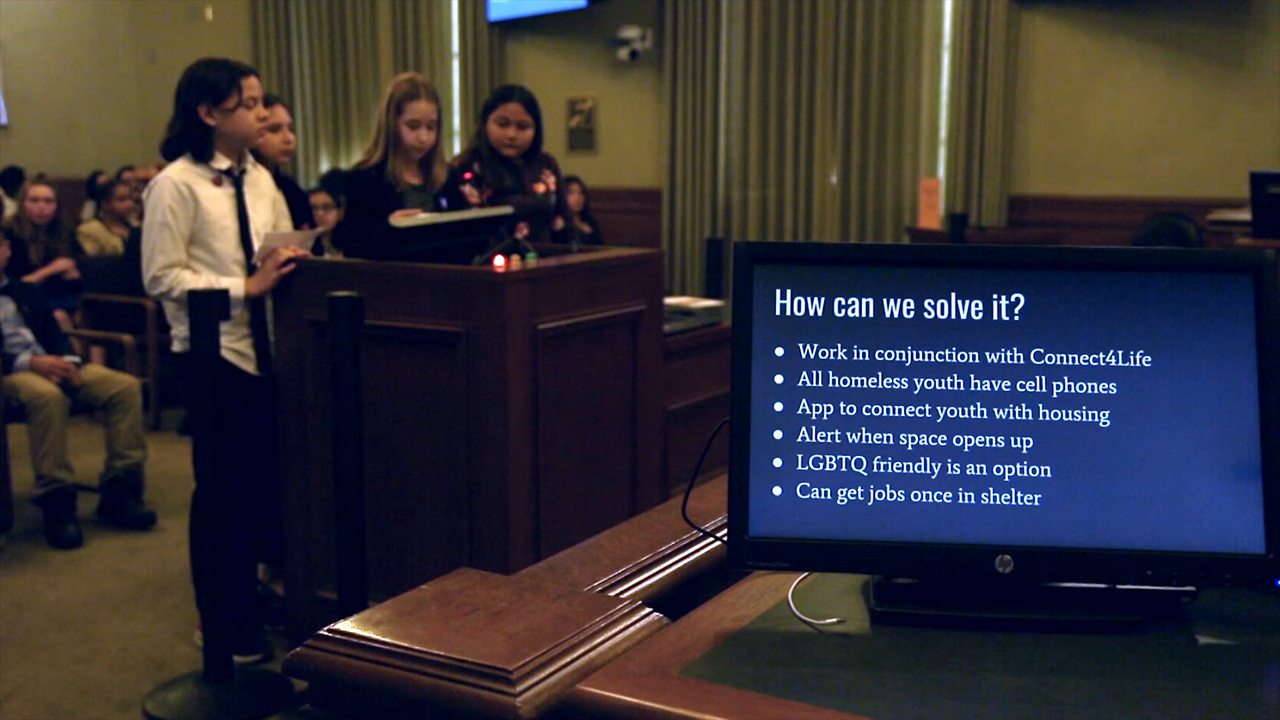 How can we solve it?
• Work in conjunction with Connect4Life
• All homeless youth have cell phones
• App to connect youth with housing
• Alert when space opens up
• LGBTQ friendly is an option
• Can get jobs once in shelter
hp